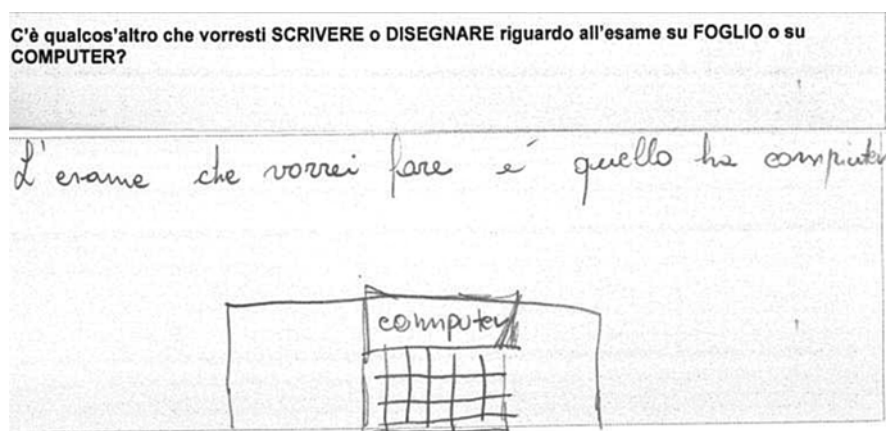 C'è qualcos'altro che vorresti SCRIVERE o DISEGNARE riguardo all'esame su FOGLIO o su
COMPUTER?
L'esame che vorrei fare é quello ha compiuter
computer